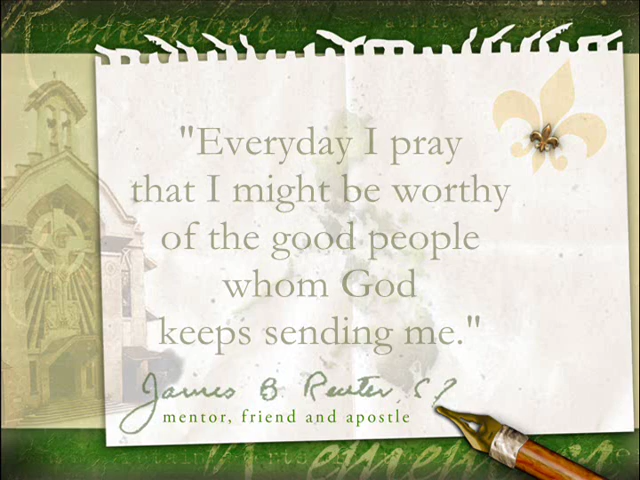 "Everyday I pray
that I might be worthy
of the good people
whom God
keeps sending me."
James B Reuter, SJ
mentor, friend and apostle